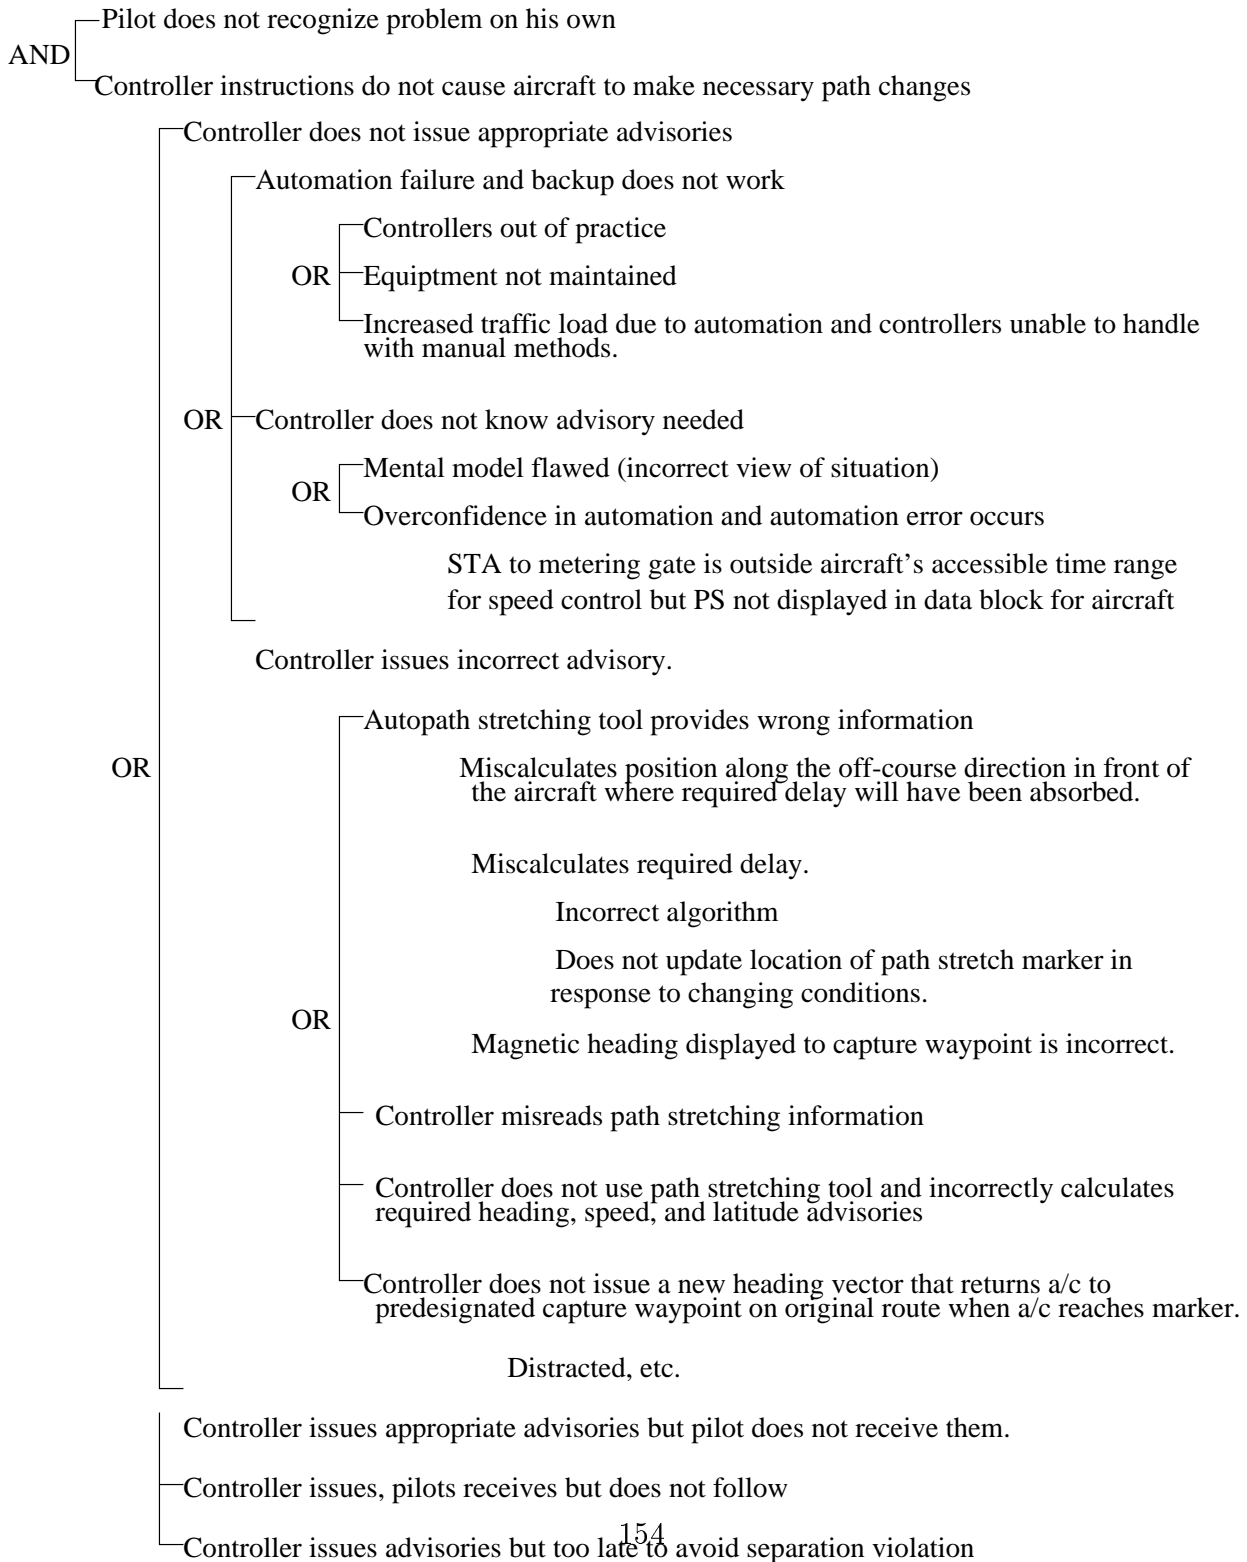 Pilot does not recognize problem on his own
AND
Controller instructions do not cause aircraft to make necessary path changes
Controller does not issue appropriate advisories
Automation failure and backup does not work
Controllers out of practice
OR
Equiptment not maintained
Increased traffic load due to automation and controllers unable to handle
with manual methods.
OR
Controller does not know advisory needed
Mental model flawed (incorrect view of situation)
OR
Overconfidence in automation and automation error occurs
STA to metering gate is outside aircraft's accessible time range
for speed control but PS not displayed in data block for aircraft
Controller issues incorrect advisory.
Autopath stretching tool provides wrong information
OR
Miscalculates position along the off-course direction in front of
the aircraft where required delay will have been absorbed.
Miscalculates required delay.
Incorrect algorithm
Does not update location of path stretch marker in
response to changing conditions.
OR
Magnetic heading displayed to capture waypoint is incorrect.
Controller misreads path stretching information
Controller does not use path stretching tool and incorrectly calculates
required heading, speed, and latitude advisories
Controller does not issue a new heading vector that returns a/c to
predesignated capture waypoint on original route when a/c reaches marker.
Distracted, etc.
Controller issues appropriate advisories but pilot does not receive them.
Controller issues, pilots receives but does not follow
154
Controller issues advisories but too late to avoid separation violation